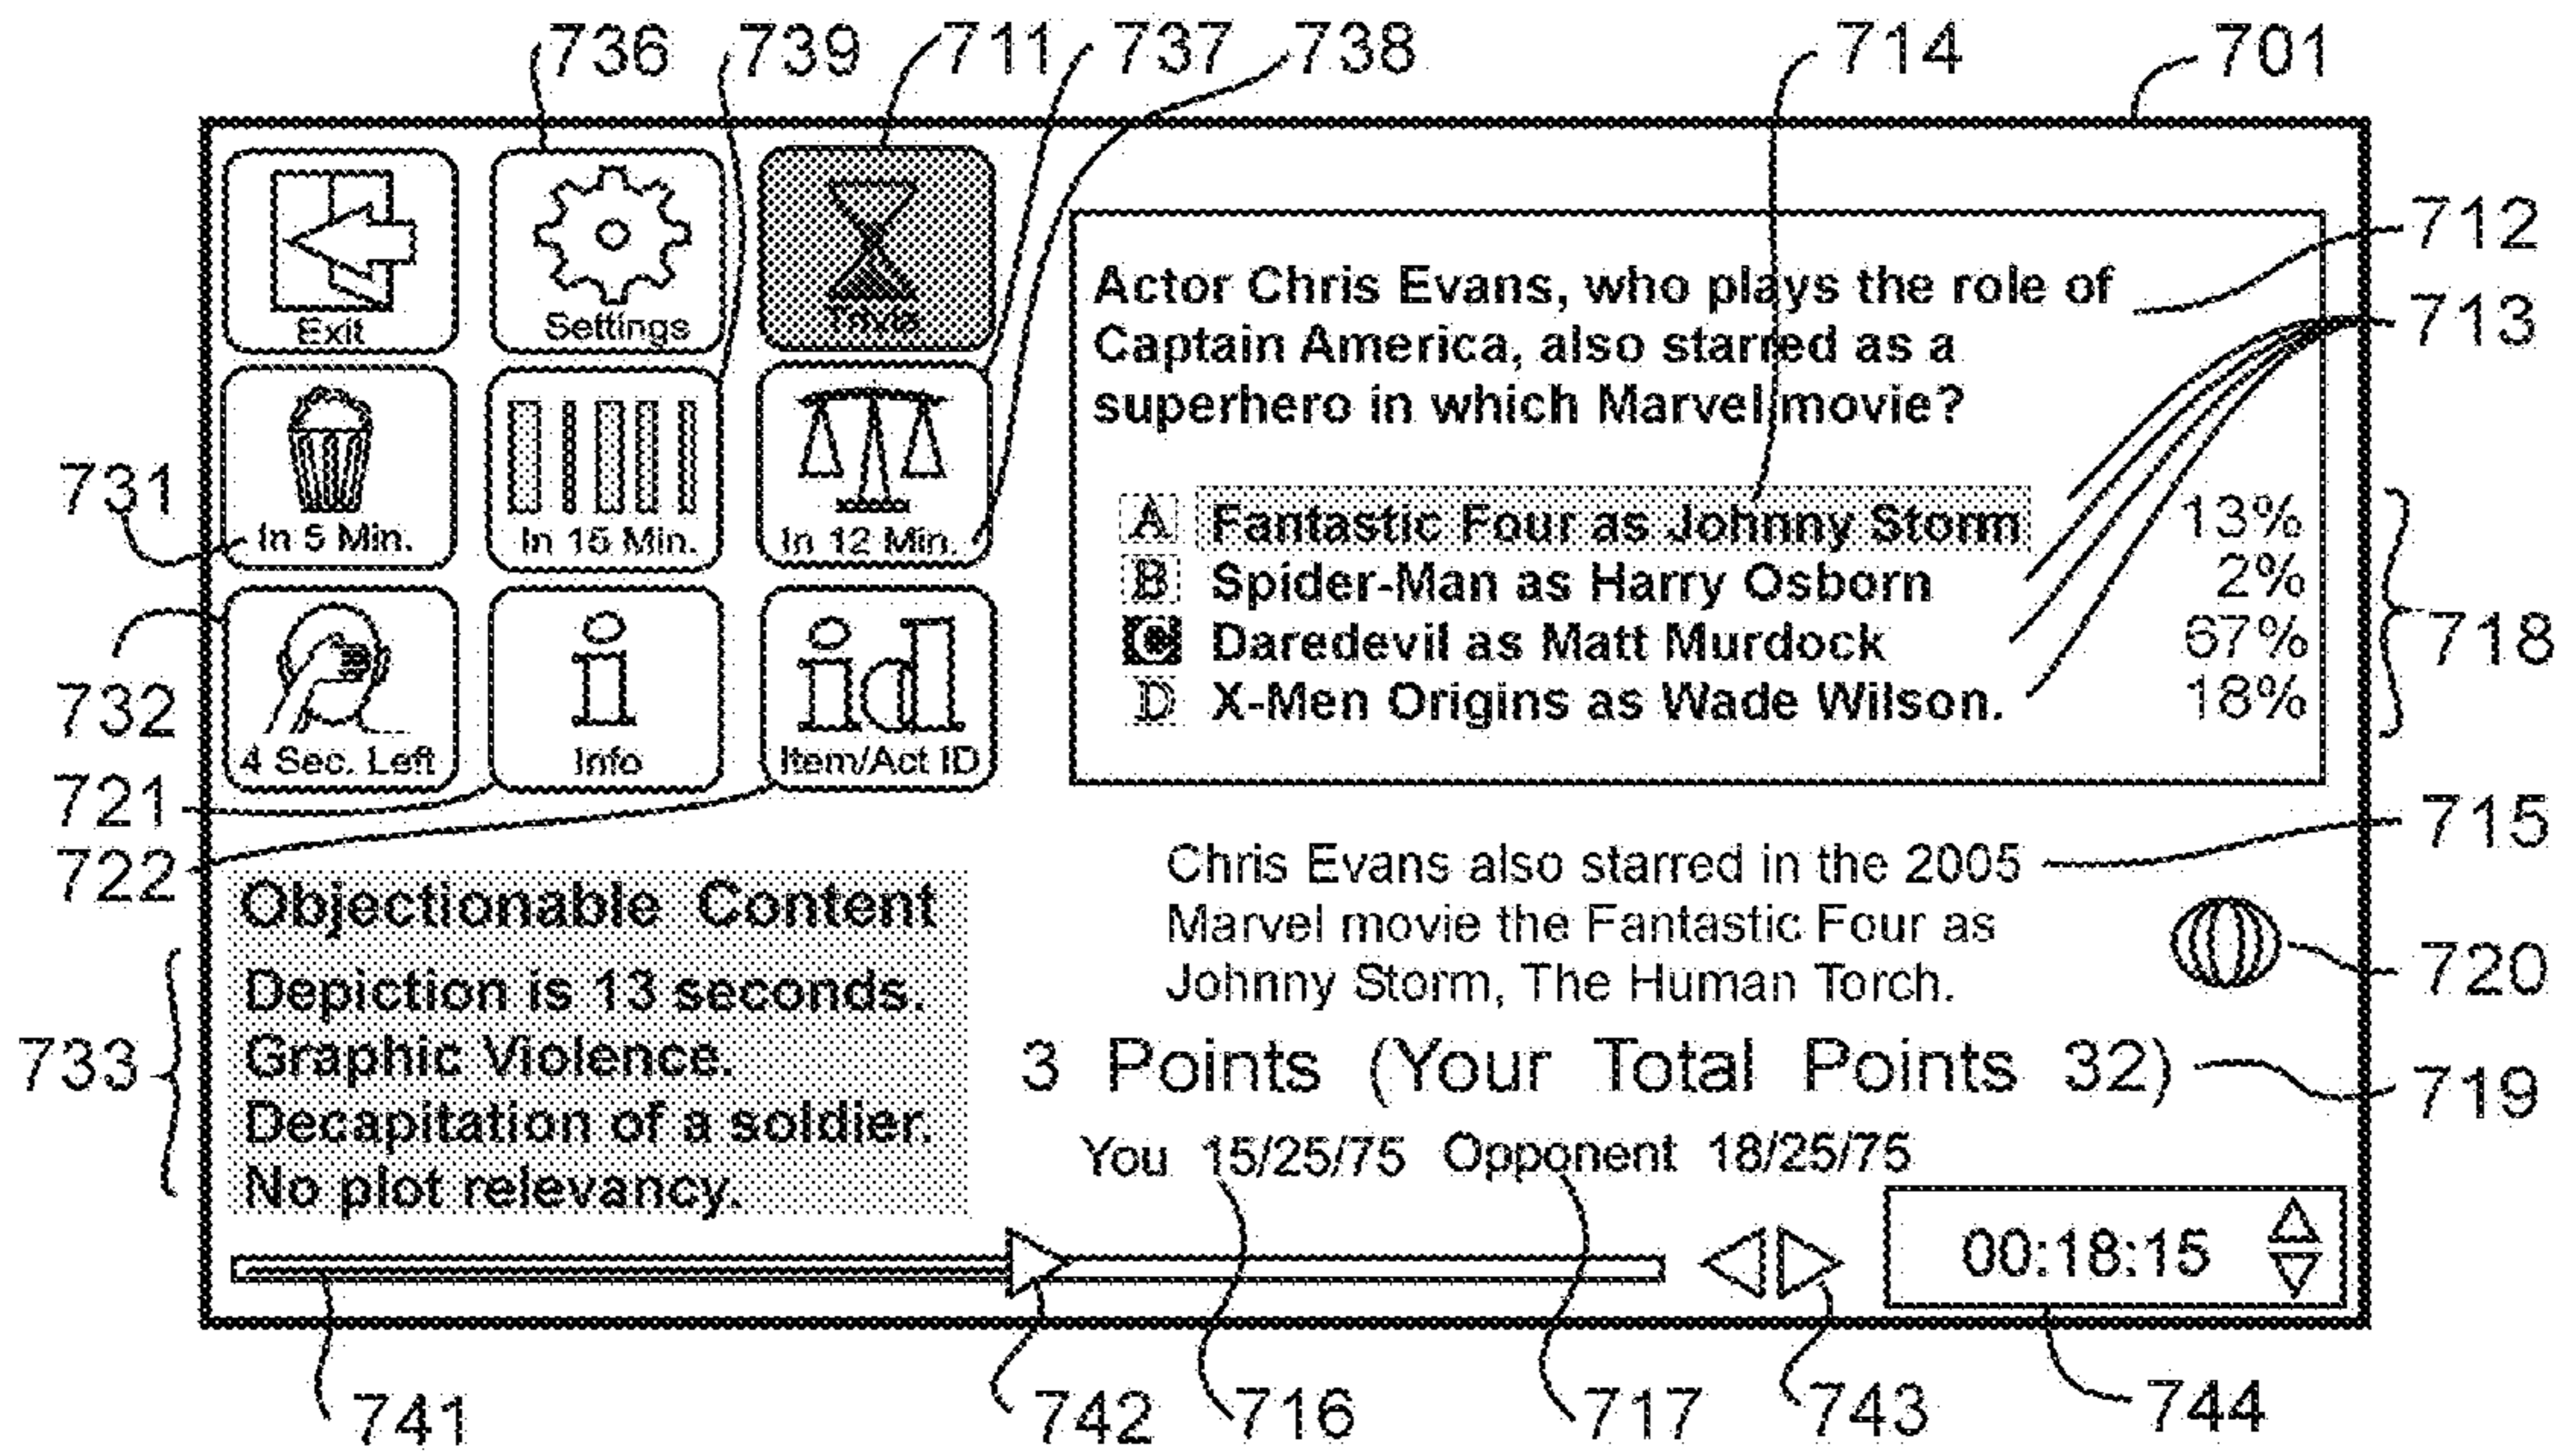 736 739 711 737 738 714 701
Exit Settings Trivia
712
713
Actor Chris Evans, who plays the role of
Captain America, also starred as a
superhero in which Marvel movie?
731
In 5 Min. In 15 Min. In 12 Min.
A Fantastic Four as Johnny Storm 13%
B Spider-Man as Harry Osborn 2%
C Daredevil as Matt Murdock 67%
D X-Men Origins as Wade Wilson. 18%
718
732
4 Sec. Left Info Item/Act ID
721
722
715
Chris Evans also starred in the 2005
Marvel movie the Fantastic Four as
Johnny Storm, The Human Torch.
720
Objectionable Content
Depiction is 13 seconds.
Graphic Violence.
Decapitation of a soldier.
No plot relevancy.
733
3 Points (Your Total Points 32)
719
You 15/25/75 Opponent 18/25/75
00:18:15
741 742 716 717 743 744